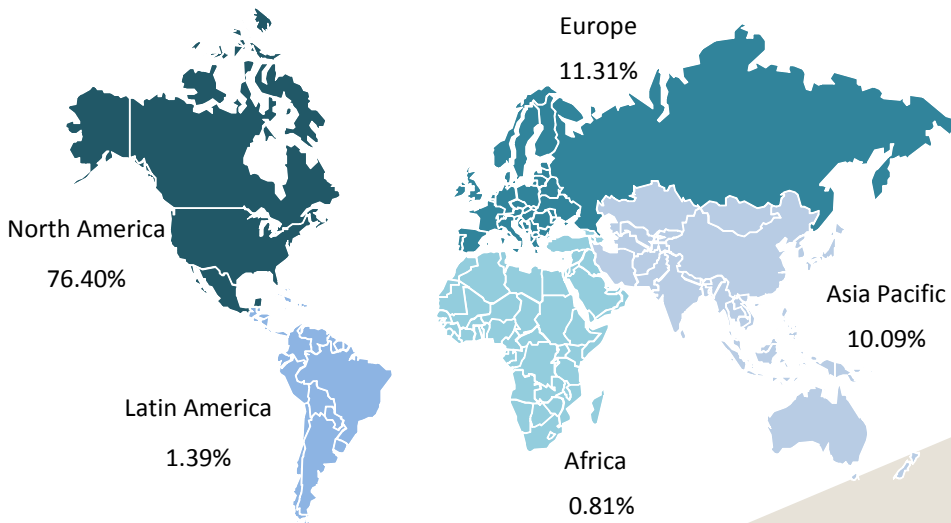 Europe
11.31%
North America
76.40%
Asia Pacific
10.09%
Latin America
1.39%
Africa
0.81%